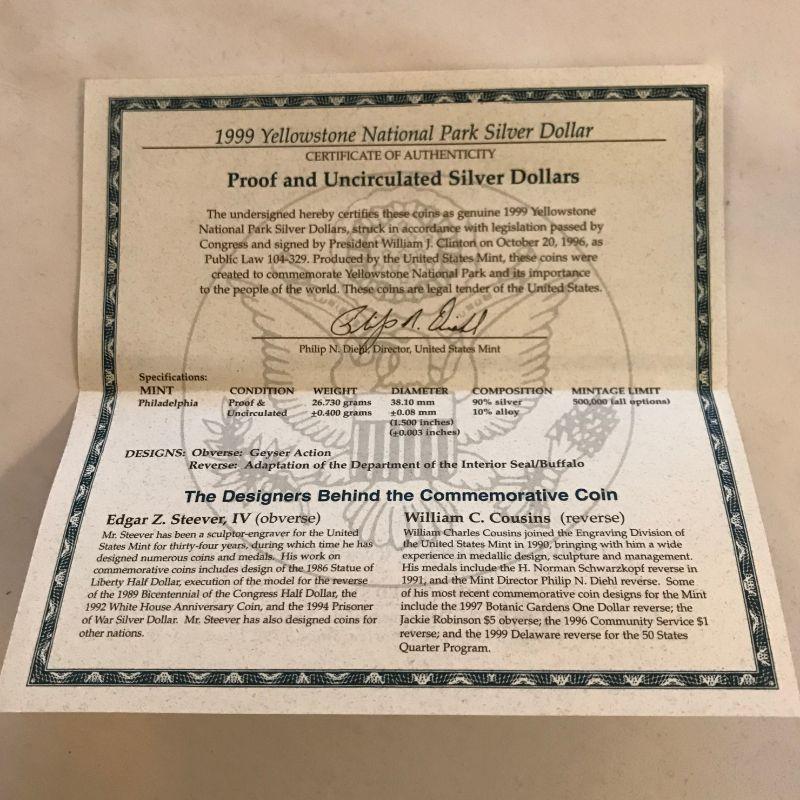 1999 Yellowstone National Park Silver Dollar
CERTIFICATE OF AUTHENTICITY
Proof and Uncirculated Silver Dollars
The undersigned hereby certifies these coins as genuine 1999 Yellowstone
National Park Silver Dollars, struck in accordance with legislation passed by
Congress and signed by President William J. Clinton on October 20, 1996, as
Public Law 104-329. Produced by the United States Mint, these coins were
created to commemorate Yellowstone National Park and its importance
to the people of the world. These coins are legal tender of the United States.
Philip N. Diehl
Philip N. Diehl, Director, United States Mint
Specifications:
MINT CONDITION WEIGHT DIAMETER COMPOSITION MINTAGE LIMIT
Philadelphia Proof & 26.730 grams 38.10 mm 90% silver 500,000 (all options)
Uncirculated ±0.400 grams ±0.08 mm 10% alloy
(1.500 inches)
(±0.003 inches)
DESIGNS: Obverse: Geyser Action
Reverse: Adaptation of the Department of the Interior Seal/Buffalo
The Designers Behind the Commemorative Coin
Edgar Z. Steever, IV (obverse)
Mr. Steever has been a sculptor-engraver for the United
States Mint for thirty-four years, during which time he has
designed numerous coins and medals. His work on
commemorative coins includes design of the 1986 Statue of
Liberty Half Dollar, execution of the model for the reverse
of the 1989 Bicentennial of the Congress Half Dollar, the
1992 White House Anniversary Coin, and the 1994 Prisoner
of War Silver Dollar. Mr. Steever has also designed coins for
other nations.
William C. Cousins (reverse)
William Charles Cousins joined the Engraving Division of
the United States Mint in 1990, bringing with him a wide
experience in medallic design, sculpture and management.
His medals include the H. Norman Schwarzkopf reverse in
1991, and the Mint Director Philip N. Diehl reverse. Some
of his most recent commemorative coin designs for the Mint
include the 1997 Botanic Gardens One Dollar reverse; the
Jackie Robinson $5 obverse; the 1996 Community Service $1
reverse; and the 1999 Delaware reverse for the 50 States
Quarter Program.